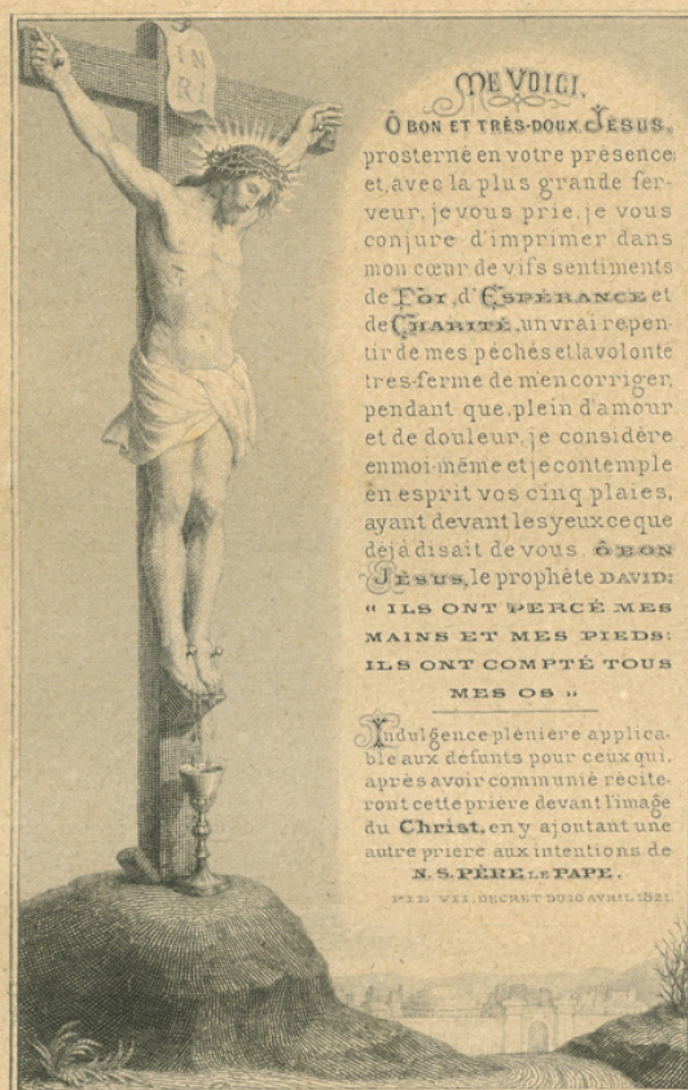 IN
RI
ME VOICI,
Ô BON ET TRÈS-DOUX JÉSUS,
prosterné en votre présence,
et, avec la plus grande fer-
veur, je vous prie, je vous
conjure d'imprimer dans
mon cœur de vifs sentiments
de FOI, d'ESPÉRANCE et
de CHARITÉ, un vrai repen-
tir de mes péchés et la volonté
très-ferme de m'en corriger,
pendant que, plein d'amour
et de douleur, je considère
en moi-même et je contemple
en esprit vos cinq plaies,
ayant devant les yeux ce que
déjà disait de vous, Ô BON
JÉSUS, le prophète DAVID:
« ILS ONT PERCÉ MES
MAINS ET MES PIEDS;
ILS ONT COMPTÉ TOUS
MES OS »
Indulgence plénière applica-
ble aux défunts pour ceux qui,
après avoir communié récite-
ront cette prière devant l'image
du Christ, en y ajoutant une
autre prière aux intentions de
N. S. PÈRE LE PAPE.
PIE VII, DECRET DU 10 AVRIL 1821